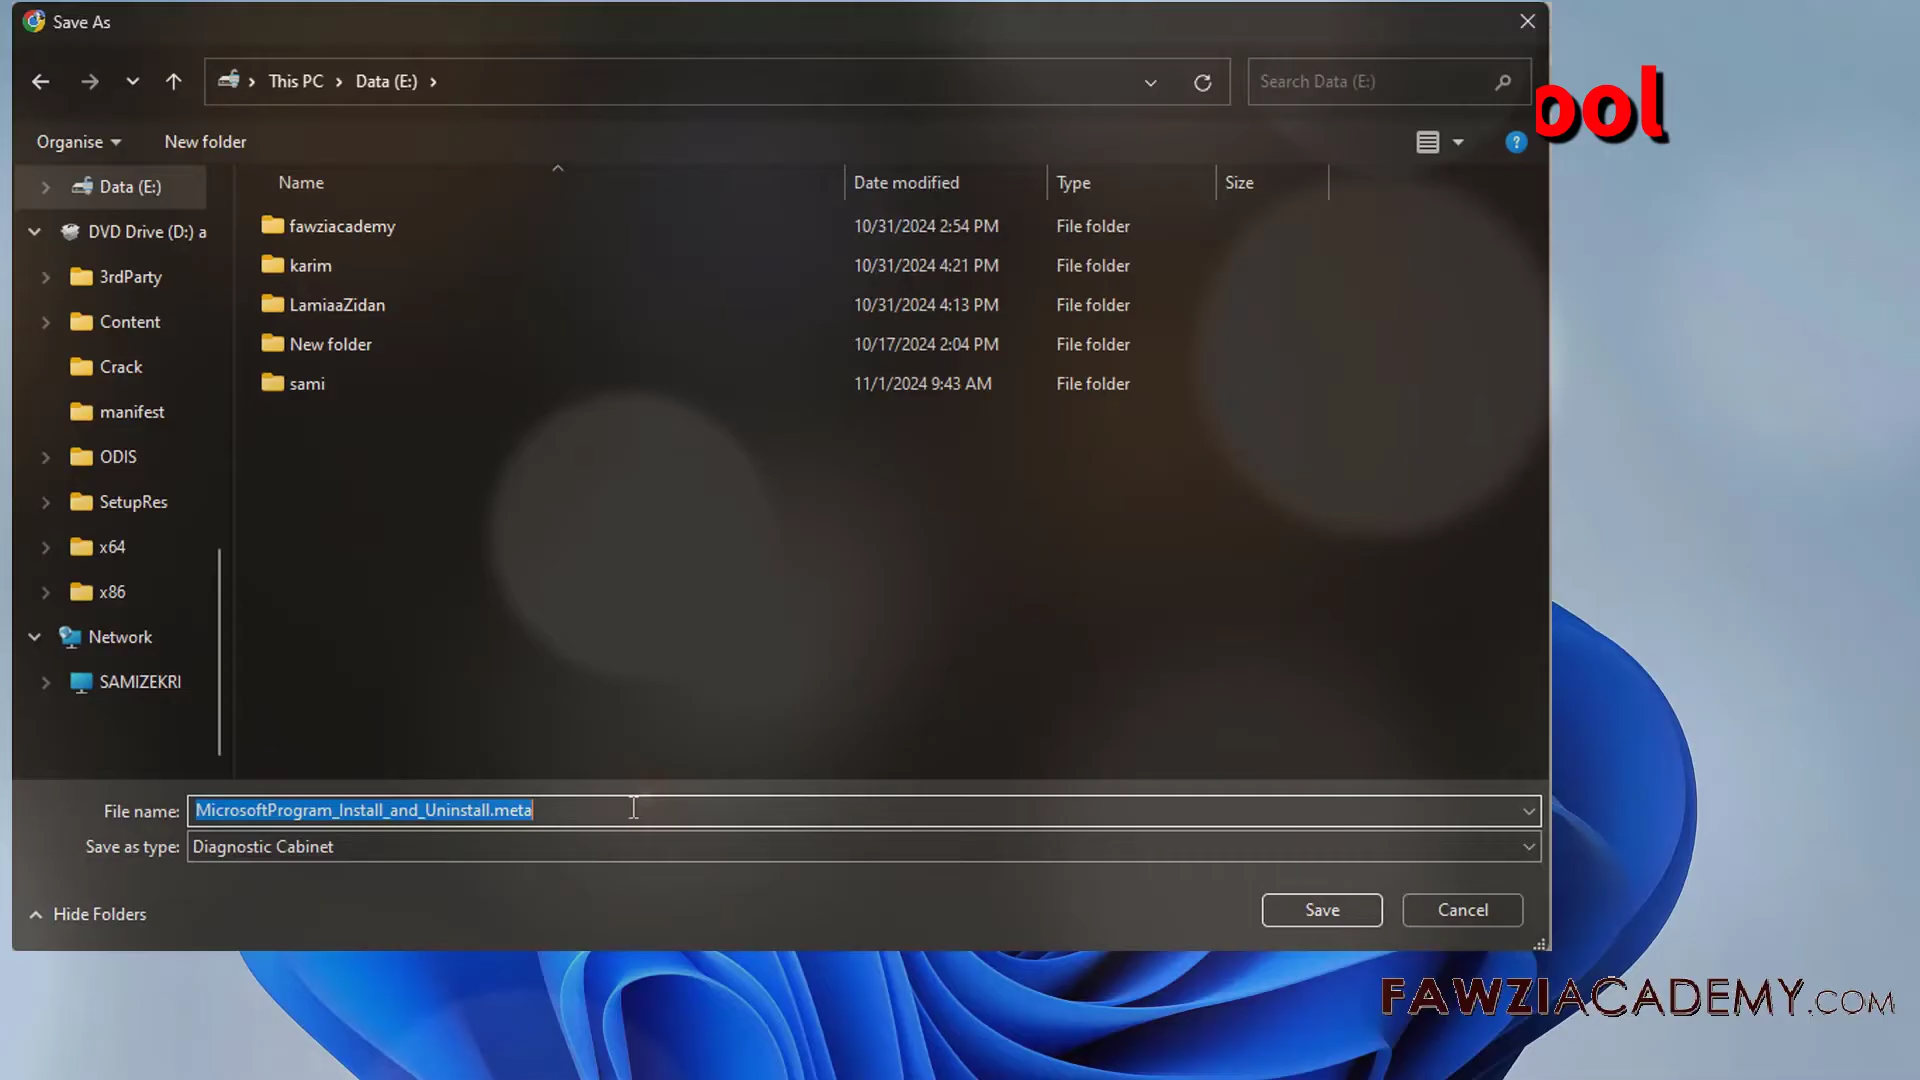 Save As
This PC
Data (E:)
Search Data (E:)
ool
Organise
New folder
Name
Date modified
Type
Size
Data (E:)
DVD Drive (D:) a
3rdParty
Content
Crack
manifest
ODIS
SetupRes
x64
x86
Network
SAMIZEKRI
fawziacademy 10/31/2024 2:54 PM File folder
karim 10/31/2024 4:21 PM File folder
LamiaaZidan 10/31/2024 4:13 PM File folder
New folder 10/17/2024 2:04 PM File folder
sami 11/1/2024 9:43 AM File folder
File name: MicrosoftProgram_Install_and_Uninstall.meta
Save as type: Diagnostic Cabinet
Hide Folders
Save
Cancel
FAWZIACADEMY.COM